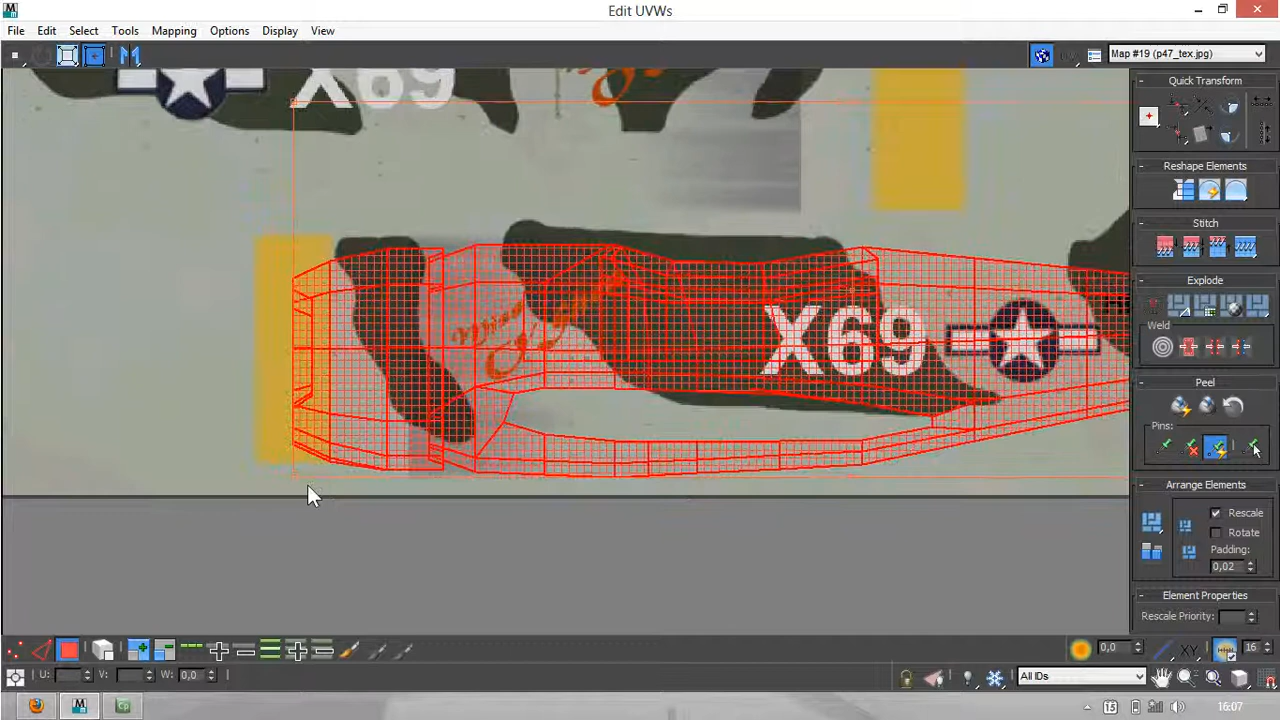 Edit UVWs
File Edit Select Tools Mapping Options Display View
Map #19 (p47_tex.jpg)
Quick Transform
X69
Reshape Elements
Stitch
Explode
Weld
X69
Peel
Pins:
Arrange Elements
Rescale
Rotate
Padding:
0,02
Element Properties
Rescale Priority:
0,0
XY
16
U: V: W: 0,0
All IDs
16:07